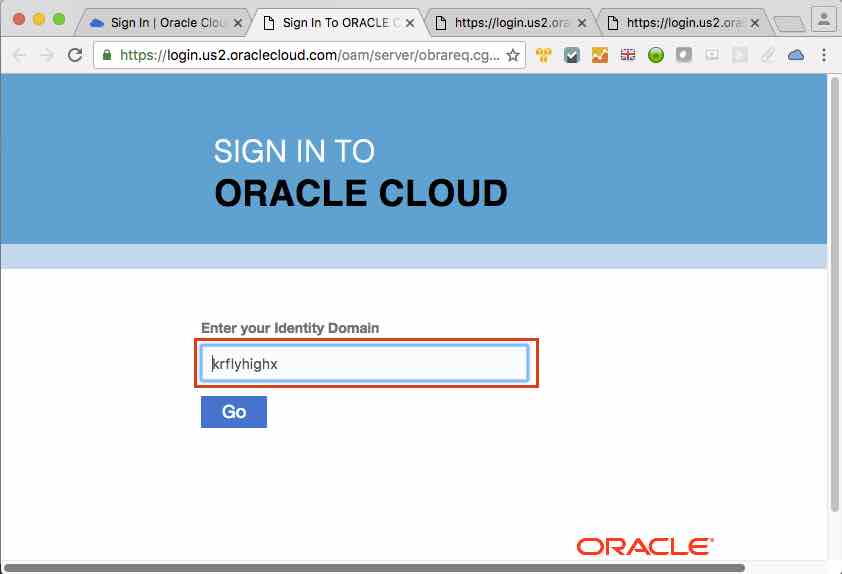 Sign In | Oracle Clou
Sign In To ORACLE C
https://login.us2.ora
https://login.us2.ora
https://login.us2.oraclecloud.com/oam/server/obrareq.cg...
SIGN IN TO
ORACLE CLOUD
Enter your Identity Domain
krflyhighx
Go
ORACLE